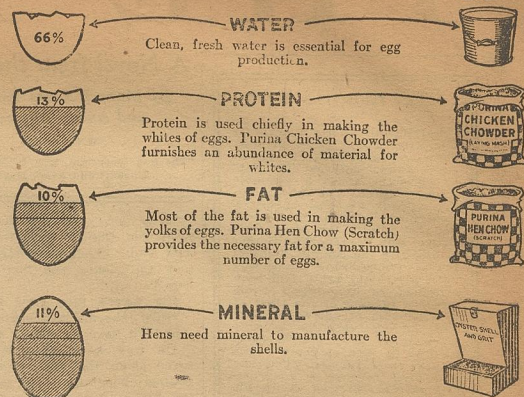 WATER
66%
Clean, fresh water is essential for egg
production.
PROTEIN
13%
PURINA
CHICKEN
CHOWDER
(LAYING MASH)
Protein is used chiefly in making the
whites of eggs. Purina Chicken Chowder
furnishes an abundance of material for
whites.
FAT
10%
PURINA
HEN CHOW
(SCRATCH)
Most of the fat is used in making the
yolks of eggs. Purina Hen Chow (Scratch)
provides the necessary fat for a maximum
number of eggs.
MINERAL
11%
OYSTER SHELL
AND GRIT
Hens need mineral to manufacture the
shells.